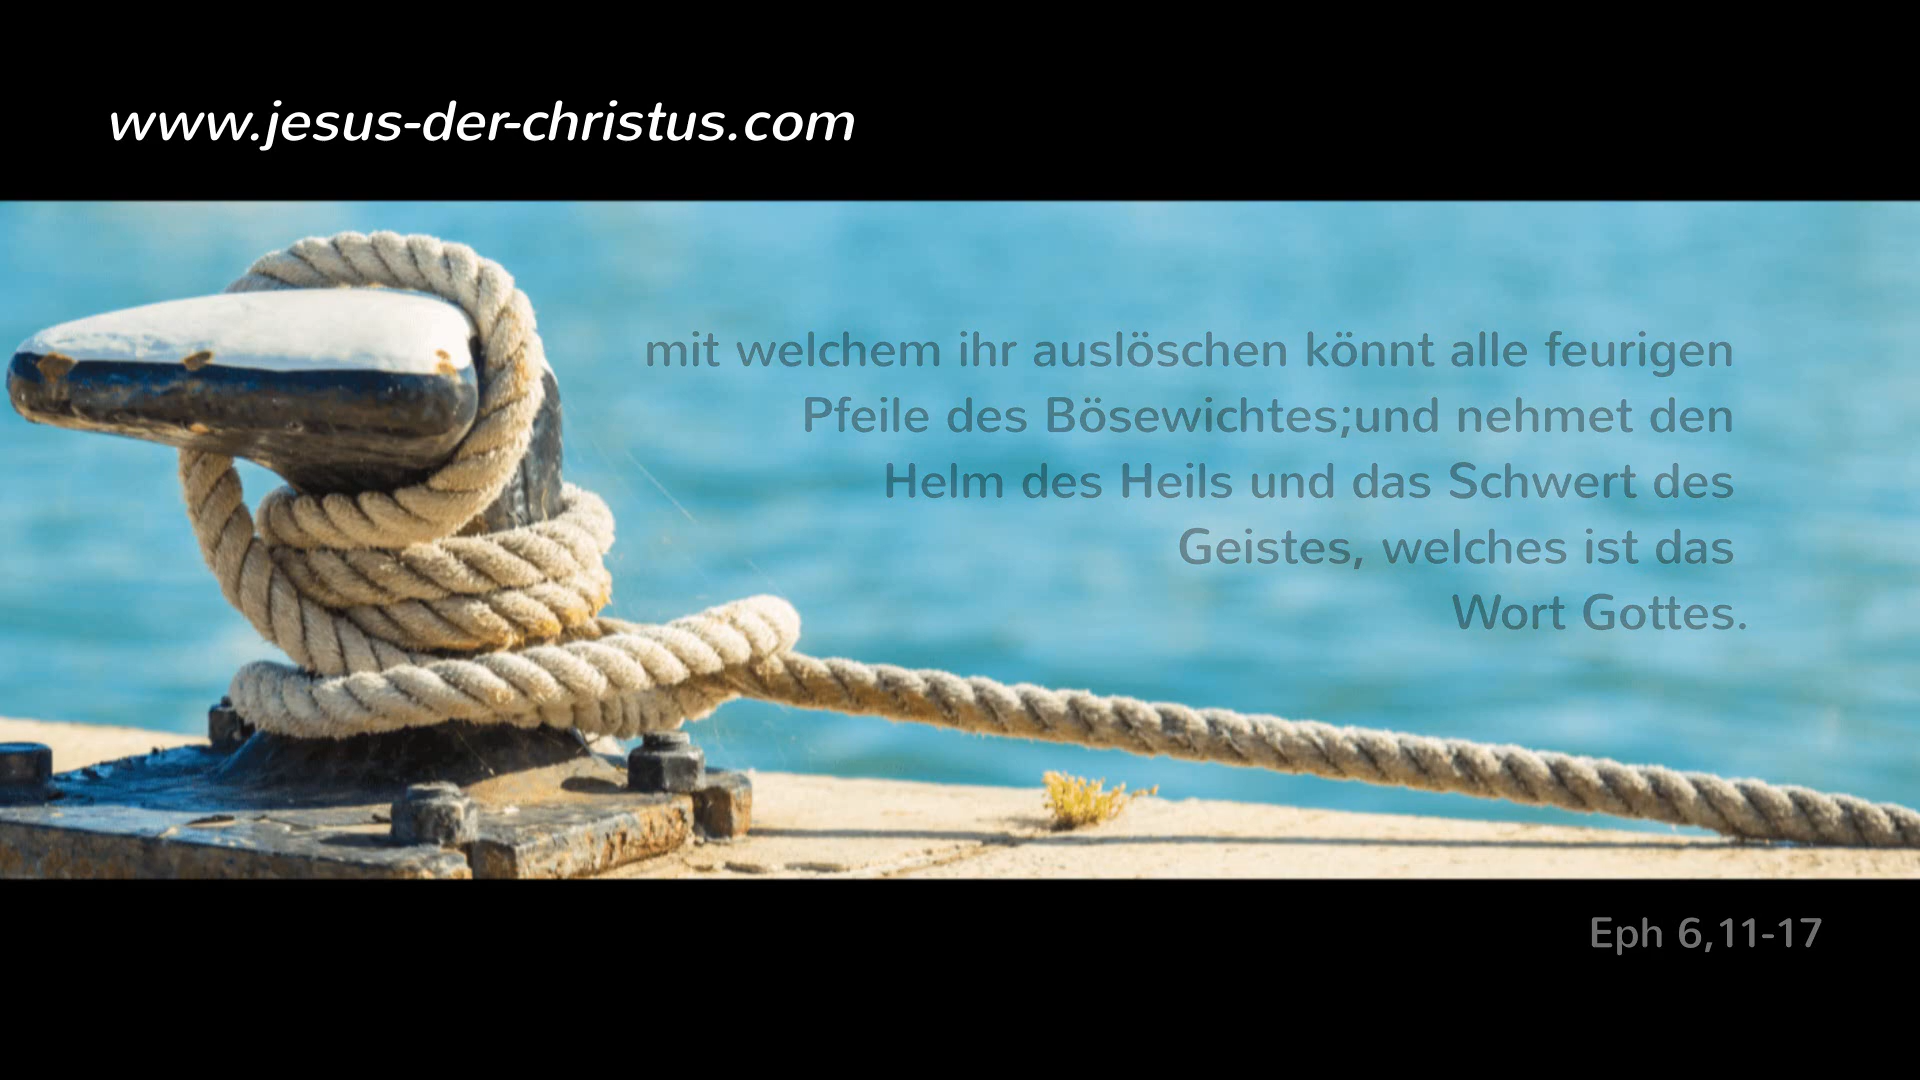 www.jesus-der-christus.com
mit welchem ihr auslöschen könnt alle feurigen
Pfeile des Bösewichtes;und nehmet den
Helm des Heils und das Schwert des
Geistes, welches ist das
Wort Gottes.
Eph 6,11-17